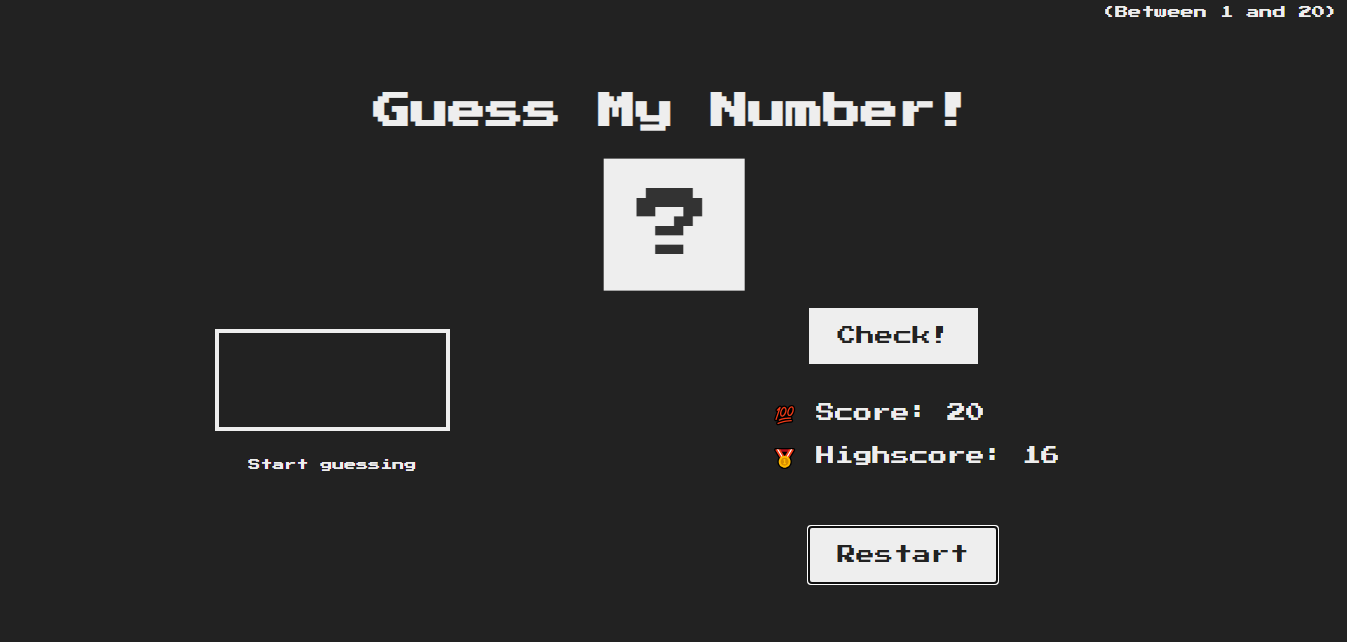 (Between 1 and 20)
Guess My Number!
?
Check!
💯 Score: 20
🥇 Highscore: 16
Start guessing
Restart